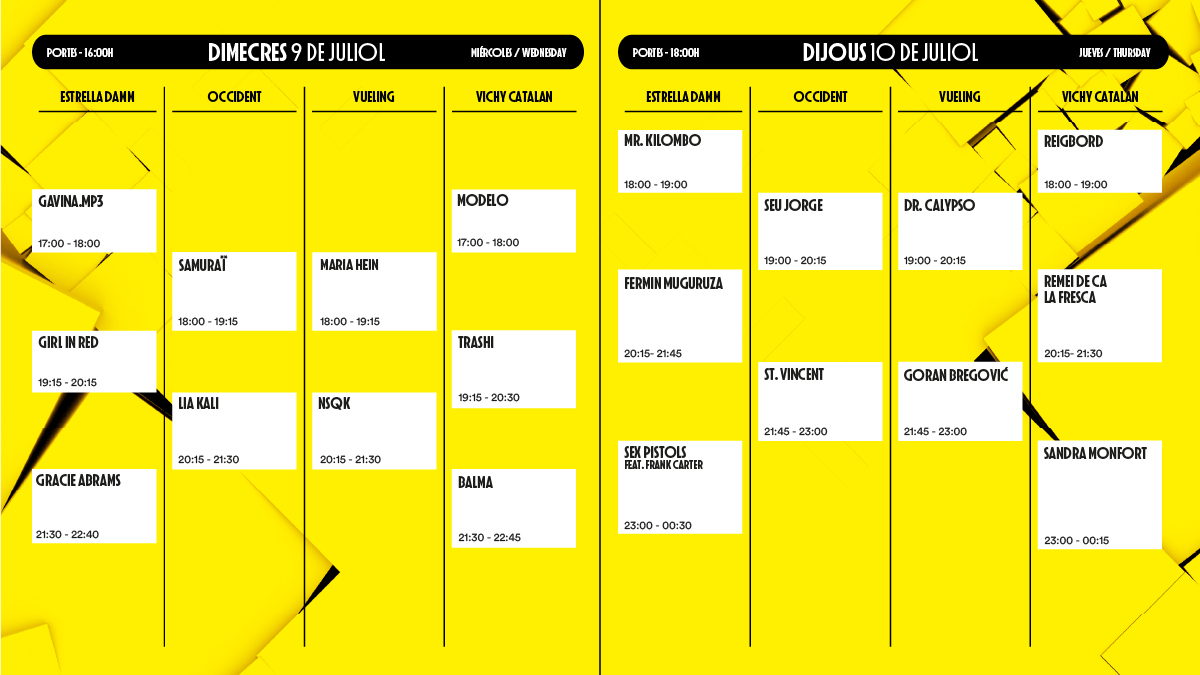 PORTES - 16:00H
DIMECRES 9 DE JULIOL
MIÉRCOLES / WEDNESDAY
ESTRELLA DAMM
OCCIDENT
VUELING
VICHY CATALAN
GAVINA.MP3
17:00 - 18:00
MODELO
17:00 - 18:00
SAMURAÏ
18:00 - 19:15
MARIA HEIN
18:00 - 19:15
GIRL IN RED
19:15 - 20:15
TRASHI
19:15 - 20:30
LIA KALI
20:15 - 21:30
NSQK
20:15 - 21:30
GRACIE ABRAMS
21:30 - 22:40
BALMA
21:30 - 22:45
PORTES - 18:00H
DIJOUS 10 DE JULIOL
JUEVES / THURSDAY
ESTRELLA DAMM
OCCIDENT
VUELING
VICHY CATALAN
MR. KILOMBO
18:00 - 19:00
REIGBORD
18:00 - 19:00
SEU JORGE
19:00 - 20:15
DR. CALYPSO
19:00 - 20:15
FERMIN MUGURUZA
20:15- 21:45
REMEI DE CA
LA FRESCA
20:15- 21:30
ST. VINCENT
21:45 - 23:00
GORAN BREGOVIĆ
21:45 - 23:00
SEX PISTOLS
FEAT. FRANK CARTER
23:00 - 00:30
SANDRA MONFORT
23:00 - 00:15